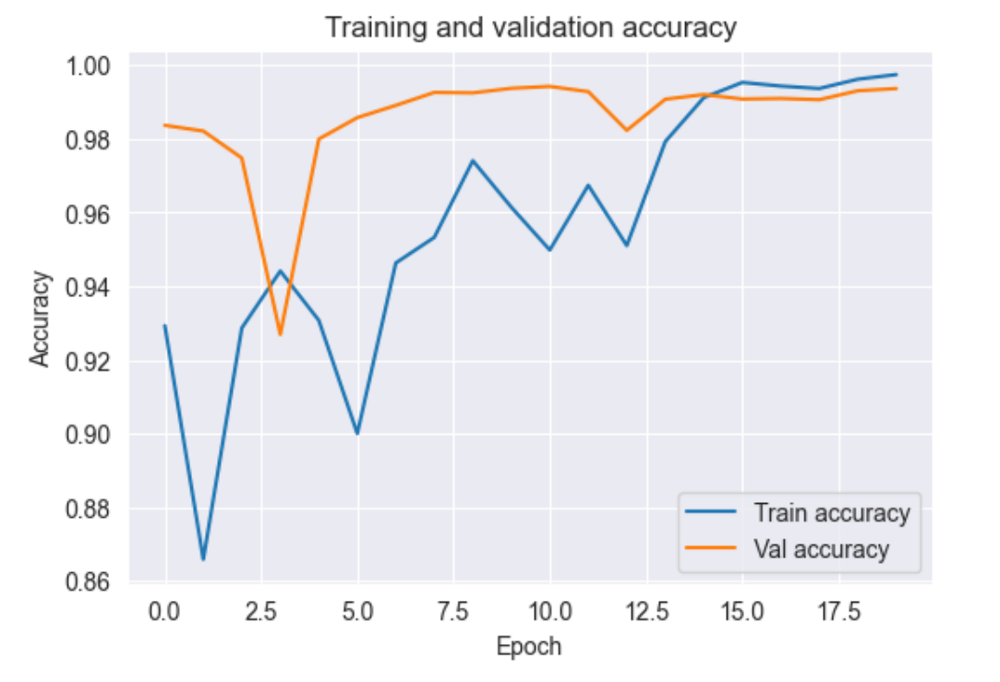 Training and validation accuracy
1.00
0.98
0.96
0.94
0.92
0.90
0.88
0.86
Accuracy
Train accuracy
Val accuracy
0.0 2.5 5.0 7.5 10.0 12.5 15.0 17.5
Epoch